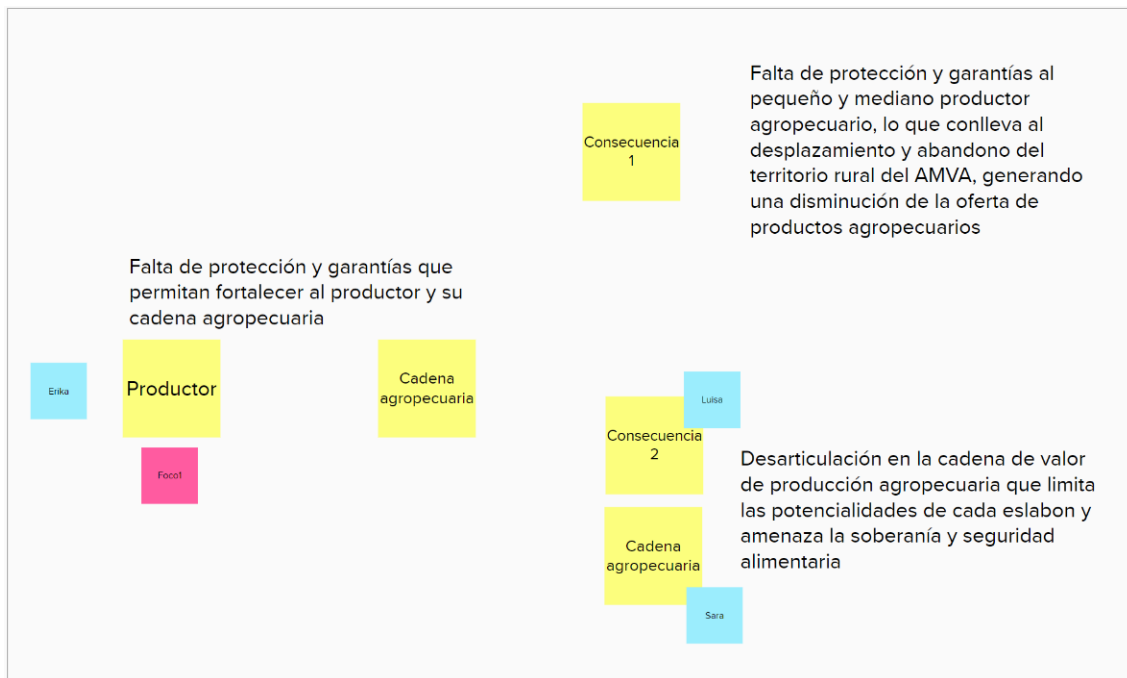 Falta de protección y garantías al
pequeño y mediano productor
agropecuario, lo que conlleva al
desplazamiento y abandono del
territorio rural del AMVA, generando
una disminución de la oferta de
productos agropecuarios
Consecuencia
1
Falta de protección y garantías que
permitan fortalecer al productor y su
cadena agropecuaria
Erika
Productor
Cadena
agropecuaria
Foco1
Luisa
Consecuencia
2
Desarticulación en la cadena de valor
de producción agropecuaria que limita
las potencialidades de cada eslabon y
amenaza la soberanía y seguridad
alimentaria
Cadena
agropecuaria
Sara